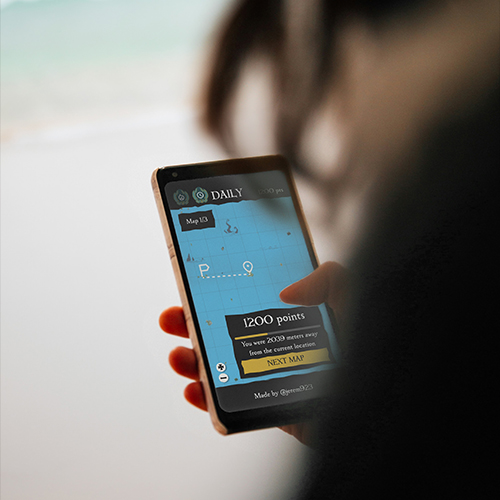 DAILY
Map 1/3
P
1200 points
You were 2039 meters away
from the current location
NEXT MAP
Made by @jerem923